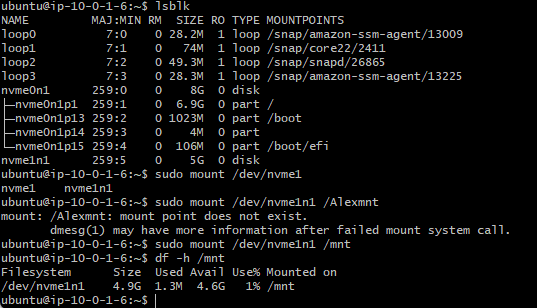 ubuntu@ip-10-0-1-6:~$ lsblk
NAME         MAJ:MIN RM  SIZE RO TYPE MOUNTPOINTS
loop0          7:0    0 28.2M  1 loop /snap/amazon-ssm-agent/13009
loop1          7:1    0   74M  1 loop /snap/core22/2411
loop2          7:2    0 49.3M  1 loop /snap/snapd/26865
loop3          7:3    0 28.3M  1 loop /snap/amazon-ssm-agent/13225
nvme0n1      259:0    0    8G  0 disk
├─nvme0n1p1  259:1    0  6.9G  0 part /
├─nvme0n1p13 259:2    0 1023M  0 part /boot
├─nvme0n1p14 259:3    0    4M  0 part
└─nvme0n1p15 259:4    0  106M  0 part /boot/efi
nvme1n1      259:5    0    5G  0 disk
ubuntu@ip-10-0-1-6:~$ sudo mount /dev/nvme1
nvme1    nvme1n1
ubuntu@ip-10-0-1-6:~$ sudo mount /dev/nvme1n1 /Alexmnt
mount: /Alexmnt: mount point does not exist.
       dmesg(1) may have more information after failed mount system call.
ubuntu@ip-10-0-1-6:~$ sudo mount /dev/nvme1n1 /mnt
ubuntu@ip-10-0-1-6:~$ df -h /mnt
Filesystem      Size  Used Avail Use% Mounted on
/dev/nvme1n1    4.9G  1.3M  4.6G   1% /mnt
ubuntu@ip-10-0-1-6:~$